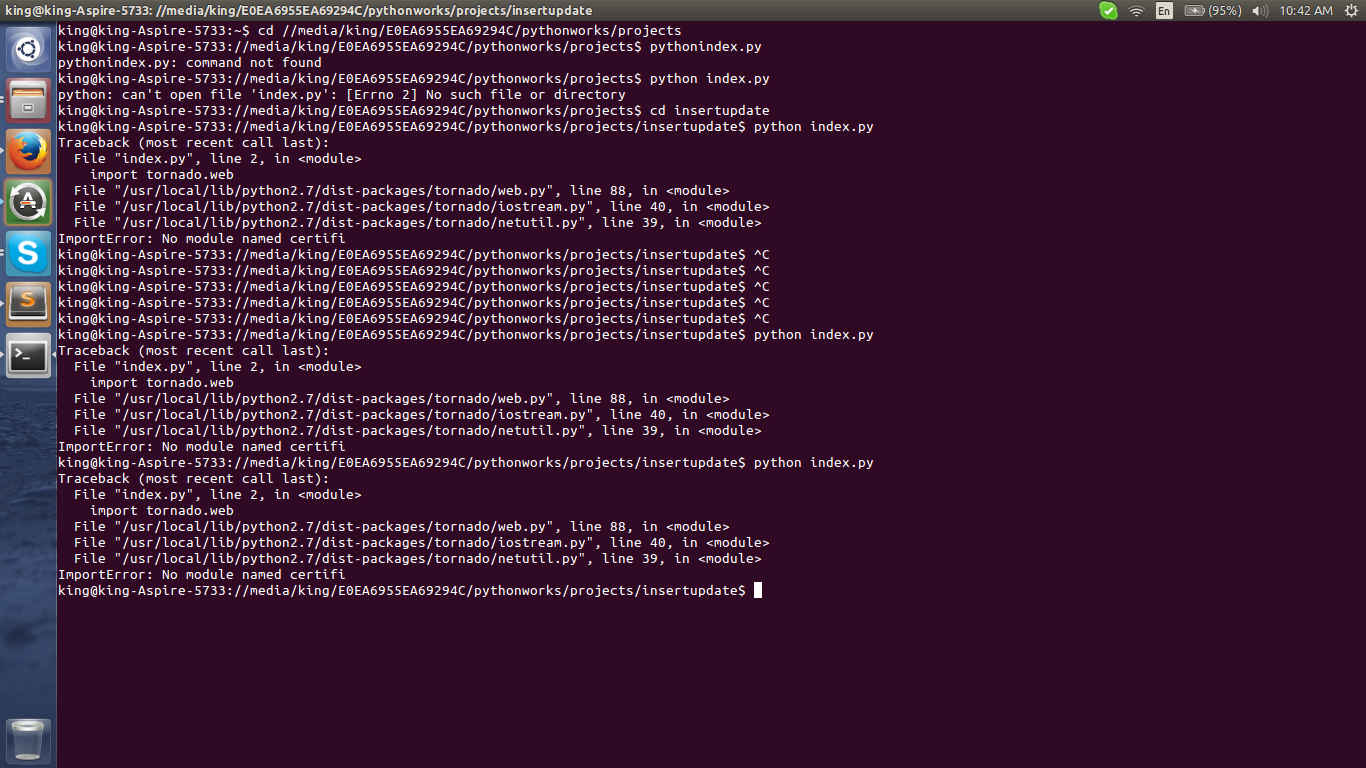 king@king-Aspire-5733: //media/king/E0EA6955EA69294C/pythonworks/projects/insertupdate En (95%) 10:42 AM
king@king-Aspire-5733:~$ cd //media/king/E0EA6955EA69294C/pythonworks/projects
king@king-Aspire-5733://media/king/E0EA6955EA69294C/pythonworks/projects$ pythonindex.py
pythonindex.py: command not found
king@king-Aspire-5733://media/king/E0EA6955EA69294C/pythonworks/projects$ python index.py
python: can't open file 'index.py': [Errno 2] No such file or directory
king@king-Aspire-5733://media/king/E0EA6955EA69294C/pythonworks/projects$ cd insertupdate
king@king-Aspire-5733://media/king/E0EA6955EA69294C/pythonworks/projects/insertupdate$ python index.py
Traceback (most recent call last):
  File "index.py", line 2, in <module>
    import tornado.web
  File "/usr/local/lib/python2.7/dist-packages/tornado/web.py", line 88, in <module>
  File "/usr/local/lib/python2.7/dist-packages/tornado/iostream.py", line 40, in <module>
  File "/usr/local/lib/python2.7/dist-packages/tornado/netutil.py", line 39, in <module>
ImportError: No module named certifi
king@king-Aspire-5733://media/king/E0EA6955EA69294C/pythonworks/projects/insertupdate$ ^C
king@king-Aspire-5733://media/king/E0EA6955EA69294C/pythonworks/projects/insertupdate$ ^C
king@king-Aspire-5733://media/king/E0EA6955EA69294C/pythonworks/projects/insertupdate$ ^C
king@king-Aspire-5733://media/king/E0EA6955EA69294C/pythonworks/projects/insertupdate$ ^C
king@king-Aspire-5733://media/king/E0EA6955EA69294C/pythonworks/projects/insertupdate$ ^C
king@king-Aspire-5733://media/king/E0EA6955EA69294C/pythonworks/projects/insertupdate$ python index.py
Traceback (most recent call last):
  File "index.py", line 2, in <module>
    import tornado.web
  File "/usr/local/lib/python2.7/dist-packages/tornado/web.py", line 88, in <module>
  File "/usr/local/lib/python2.7/dist-packages/tornado/iostream.py", line 40, in <module>
  File "/usr/local/lib/python2.7/dist-packages/tornado/netutil.py", line 39, in <module>
ImportError: No module named certifi
king@king-Aspire-5733://media/king/E0EA6955EA69294C/pythonworks/projects/insertupdate$ python index.py
Traceback (most recent call last):
  File "index.py", line 2, in <module>
    import tornado.web
  File "/usr/local/lib/python2.7/dist-packages/tornado/web.py", line 88, in <module>
  File "/usr/local/lib/python2.7/dist-packages/tornado/iostream.py", line 40, in <module>
  File "/usr/local/lib/python2.7/dist-packages/tornado/netutil.py", line 39, in <module>
ImportError: No module named certifi
king@king-Aspire-5733://media/king/E0EA6955EA69294C/pythonworks/projects/insertupdate$